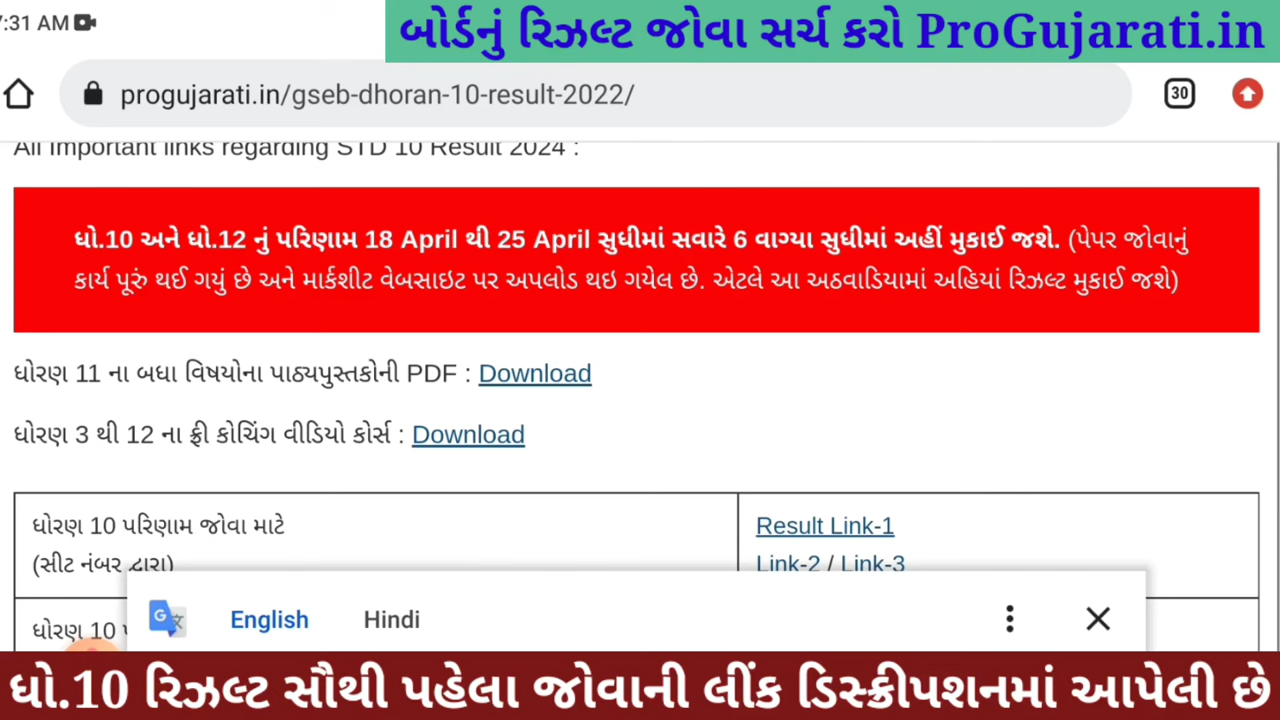 :31 AM
બોર્ડનું રિઝલ્ટ જોવા સર્ચ કરો ProGujarati.in
progujarati.in/gseb-dhoran-10-result-2022/
30
All Important links regarding STD 10 Result 2024 :
ધો.10 અને ધો.12 નું પરિણામ 18 April થી 25 April સુધીમાં સવારે 6 વાગ્યા સુધીમાં અહીં મુકાઈ જશે. (પેપર જોવાનું
કાર્ય પૂરું થઈ ગયું છે અને માર્કશીટ વેબસાઇટ પર અપલોડ થઇ ગયેલ છે. એટલે આ અઠવાડિયામાં અહિયાં રિઝલ્ટ મુકાઈ જશે)
ધોરણ 11 ના બધા વિષયોના પાઠ્યપુસ્તકોની PDF : Download
ધોરણ 3 થી 12 ના ફ્રી કોચિંગ વીડિયો કોર્સ : Download
ધોરણ 10 પરિણામ જોવા માટે
(સીટ નંબર દ્વારા)
Result Link-1
Link-2 / Link-3
ધોરણ 10
English Hindi
ધો.10 રિઝલ્ટ સૌથી પહેલા જોવાની લીંક ડિસ્ક્રીપશનમાં આપેલી છે